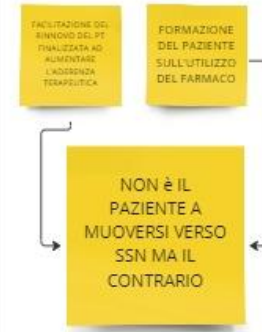 FACILITAZIONE DEL
RINNOVO DEL PT
FINALIZZATA AD
AUMENTARE
L'ADERENZA
TERAPEUTICA
FORMAZIONE
DEL PAZIENTE
SULL'UTILIZZO
DEL FARMACO
NON è IL
PAZIENTE A
MUOVERSI VERSO
SSN MA IL
CONTRARIO